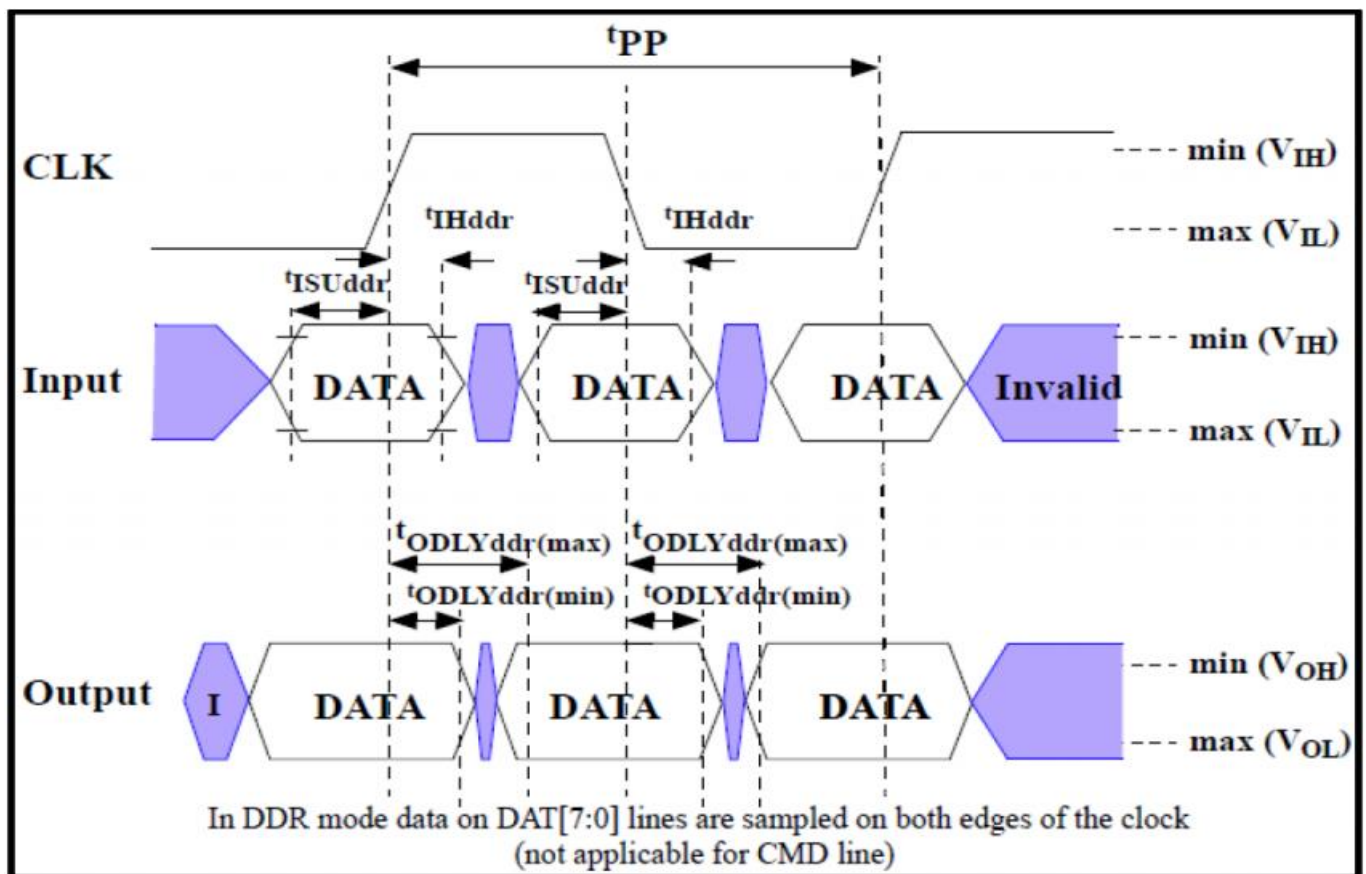 tPP
CLK
min (VIH)
tIHddr
tIHddr
max (VIL)
tISUddr
tISUddr
min (VIH)
Input
DATA
DATA
DATA
Invalid
max (VIL)
tODLYddr(max)
tODLYddr(max)
tODLYddr(min)
tODLYddr(min)
min (VOH)
Output
I
DATA
DATA
DATA
max (VOL)
In DDR mode data on DAT[7:0] lines are sampled on both edges of the clock
(not applicable for CMD line)